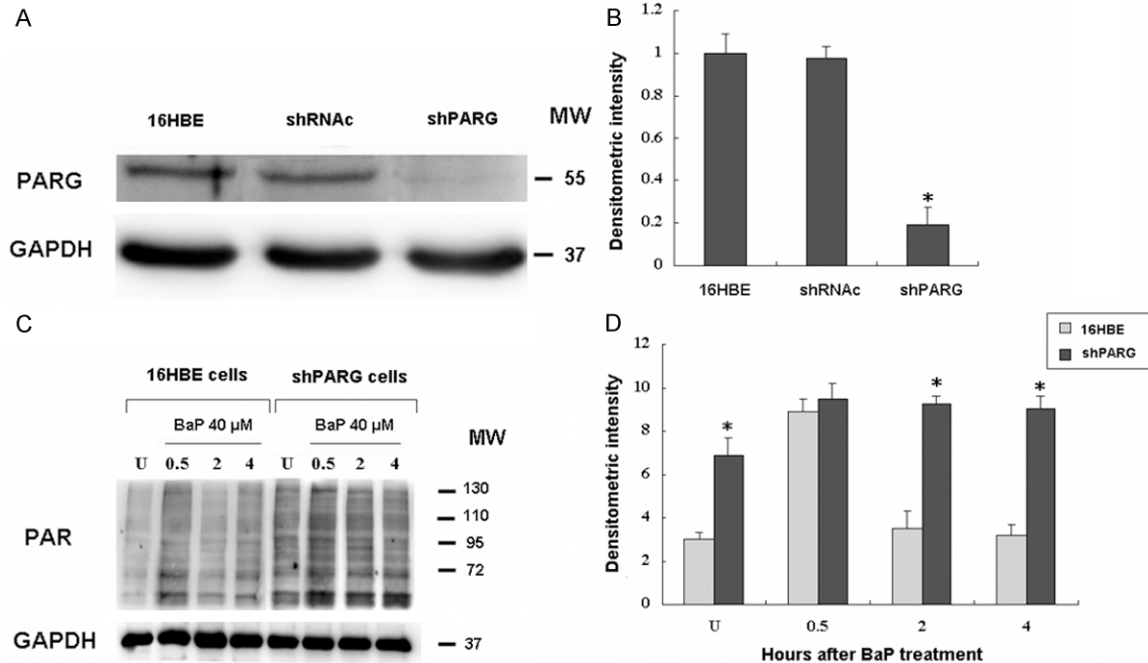 A
16HBE shRNAc shPARG MW
PARG
55
GAPDH
37
B
Densitometric intensity
1.2
1
0.8
0.6
0.4
0.2
0
*
16HBE shRNAc shPARG
C
16HBE cells shPARG cells
BaP 40 µM BaP 40 µM
MW
U 0.5 2 4 U 0.5 2 4
PAR
130
110
95
72
GAPDH
37
D
16HBE
shPARG
Densitometric intensity
12
10
8
6
4
2
0
* * *
U 0.5 2 4
Hours after BaP treatment